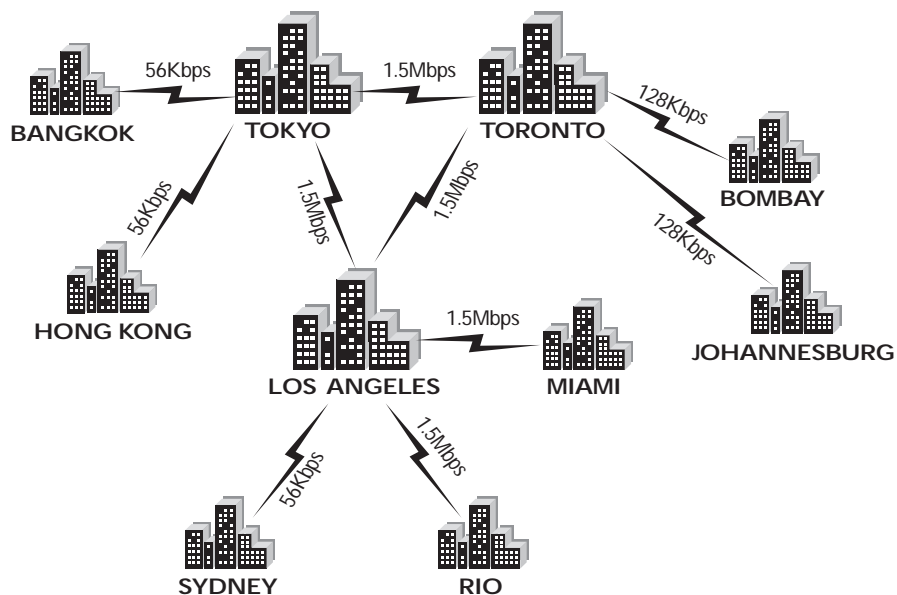 56Kbps
1.5Mbps
BANGKOK
TOKYO
TORONTO
128Kbps
BOMBAY
56Kbps
1.5Mbps
1.5Mbps
128Kbps
HONG KONG
1.5Mbps
JOHANNESBURG
LOS ANGELES
MIAMI
56Kbps
1.5Mbps
SYDNEY
RIO